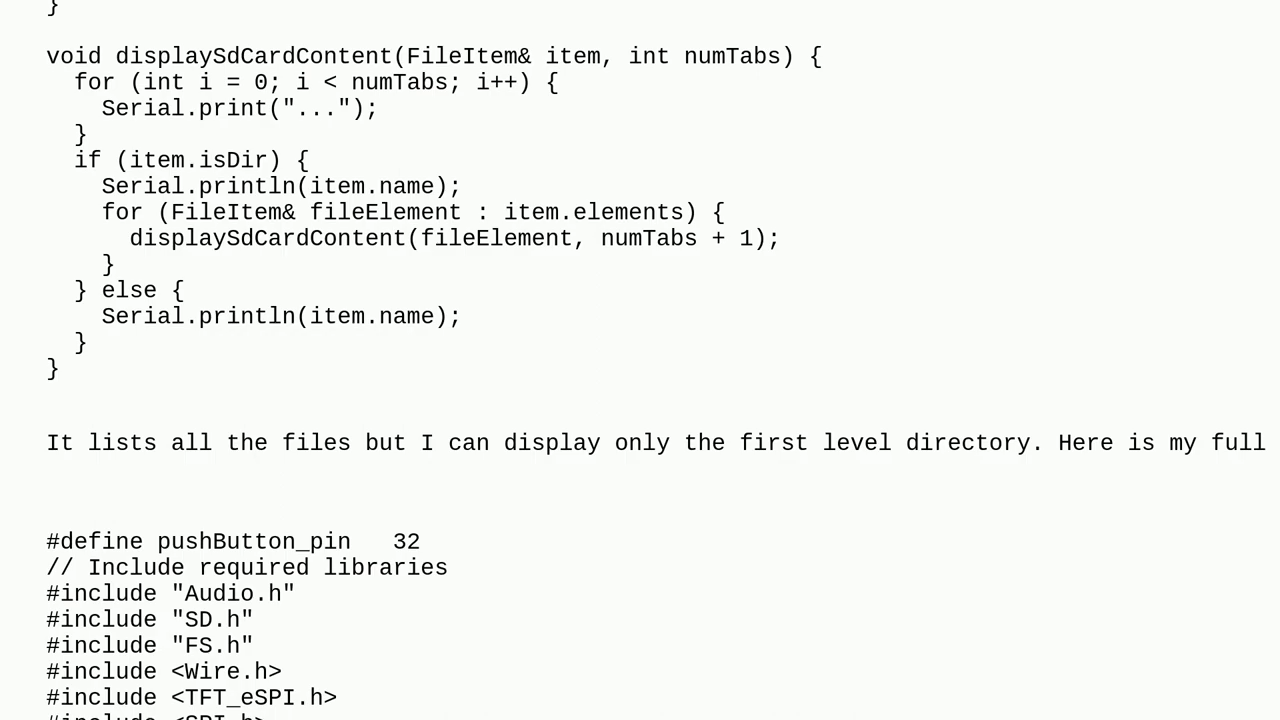 }
void displaySdCardContent(FileItem& item, int numTabs) {
  for (int i = 0; i < numTabs; i++) {
    Serial.print("...");
  }
  if (item.isDir) {
    Serial.println(item.name);
    for (FileItem& fileElement : item.elements) {
      displaySdCardContent(fileElement, numTabs + 1);
    }
  } else {
    Serial.println(item.name);
  }
}
It lists all the files but I can display only the first level directory. Here is my full
#define pushButton_pin   32
// Include required libraries
#include "Audio.h"
#include "SD.h"
#include "FS.h"
#include <Wire.h>
#include <TFT_eSPI.h>
#include <SPI.h>